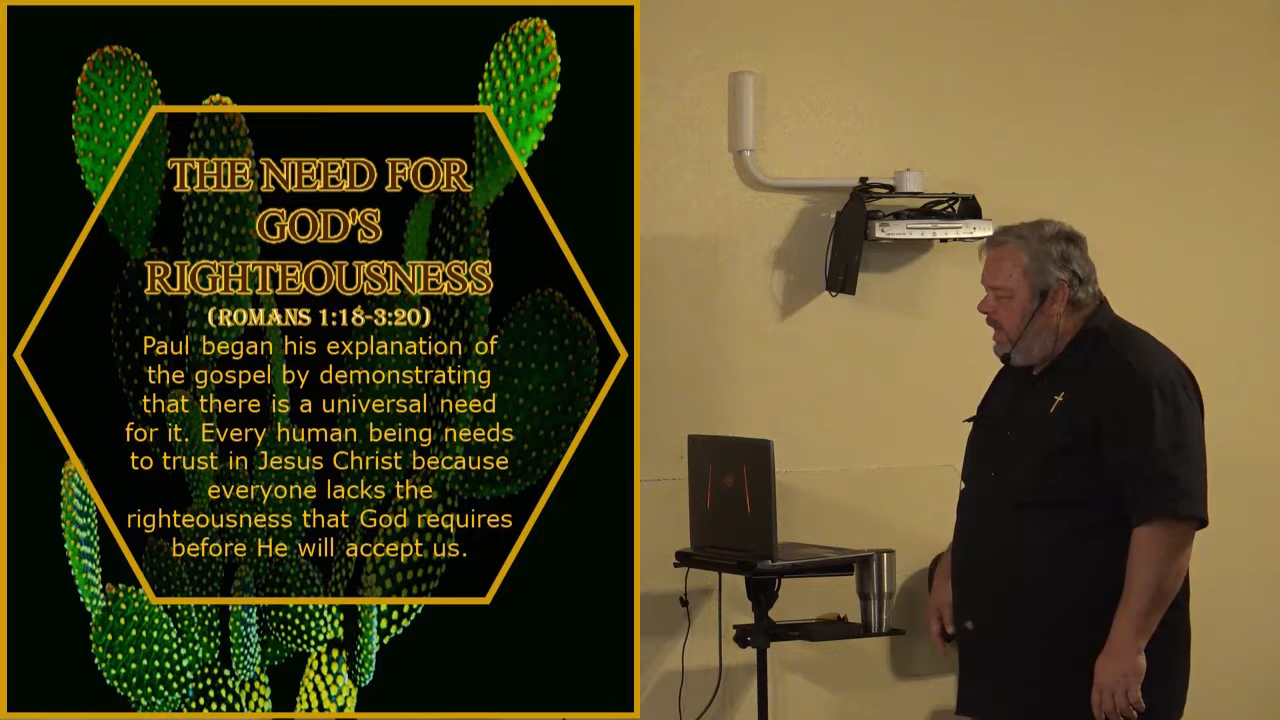 THE NEED FOR
GOD'S
RIGHTEOUSNESS
(ROMANS 1:18-3:20)
Paul began his explanation of
the gospel by demonstrating
that there is a universal need
for it. Every human being needs
to trust in Jesus Christ because
everyone lacks the
righteousness that God requires
before He will accept us.